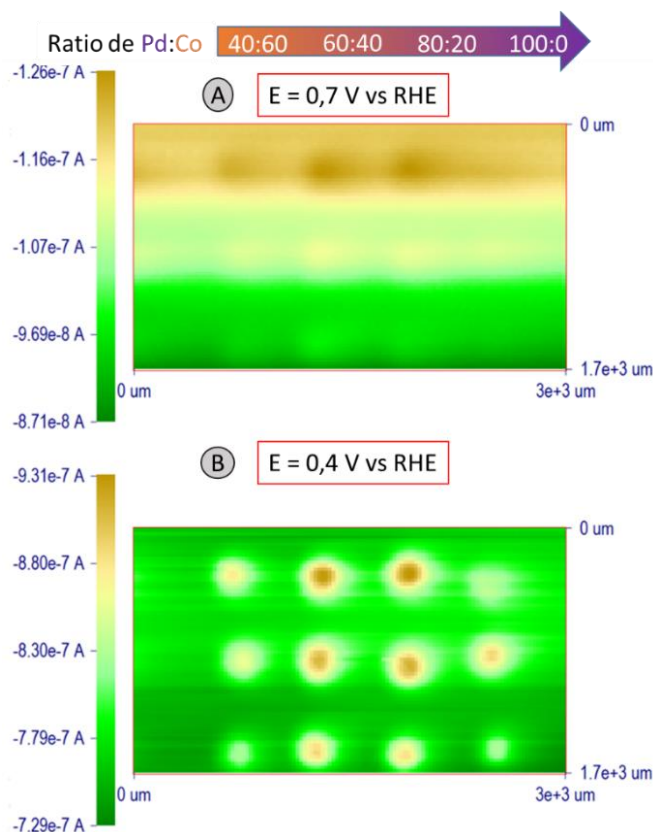 Ratio de Pd:Co 40:60 60:40 80:20 100:0
-1.26e-7 A
A E = 0,7 V vs RHE
0 um
-1.16e-7 A
-1.07e-7 A
-9.69e-8 A
1.7e+3 um
0 um 3e+3 um
-8.71e-8 A
B E = 0,4 V vs RHE
-9.31e-7 A
0 um
-8.80e-7 A
-8.30e-7 A
-7.79e-7 A
1.7e+3 um
0 um 3e+3 um
-7.29e-7 A